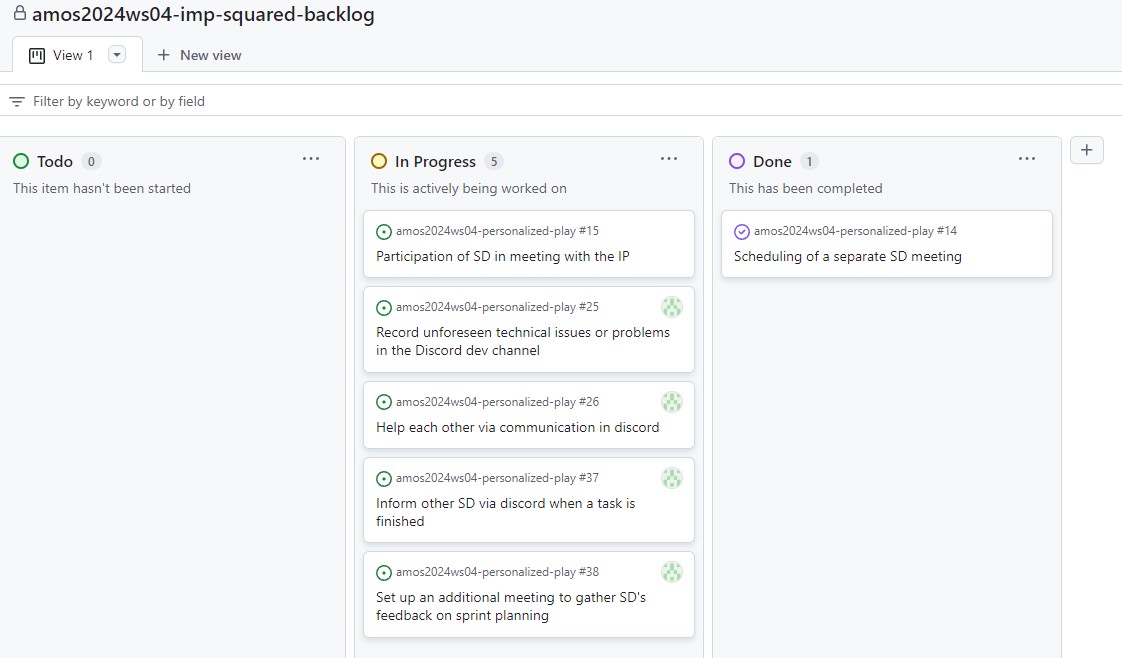 amos2024ws04-imp-squared-backlog
View 1
New view
Filter by keyword or by field
Todo 0
This item hasn't been started
In Progress 5
This is actively being worked on
amos2024ws04-personalized-play #15
Participation of SD in meeting with the IP
amos2024ws04-personalized-play #25
Record unforeseen technical issues or problems
in the Discord dev channel
amos2024ws04-personalized-play #26
Help each other via communication in discord
amos2024ws04-personalized-play #37
Inform other SD via discord when a task is
finished
amos2024ws04-personalized-play #38
Set up an additional meeting to gather SD's
feedback on sprint planning
Done 1
This has been completed
amos2024ws04-personalized-play #14
Scheduling of a separate SD meeting